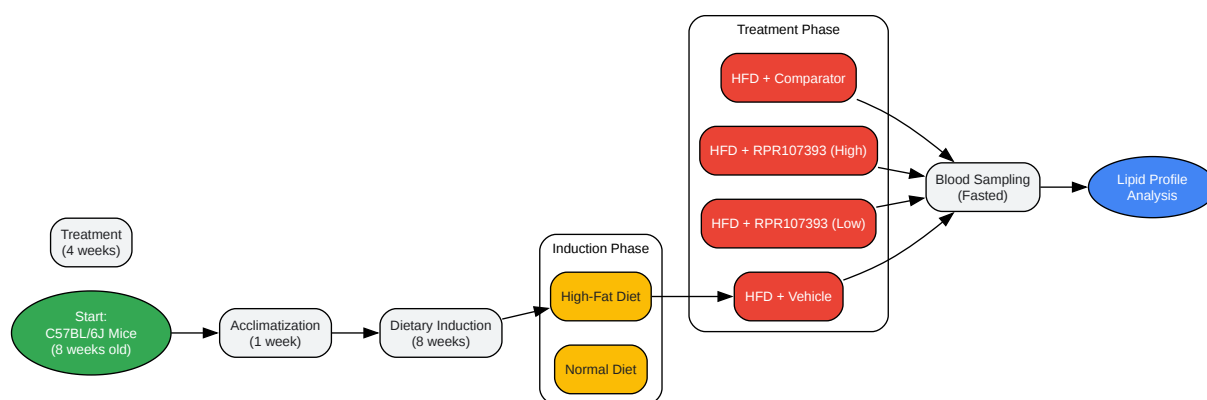 Treatment
(4 weeks)
Start:
C57BL/6J Mice
(8 weeks old)
Acclimatization
(1 week)
Dietary Induction
(8 weeks)
Induction Phase
High-Fat Diet
Normal Diet
Treatment Phase
HFD + Comparator
HFD + RPR107393 (High)
HFD + RPR107393 (Low)
HFD + Vehicle
Blood Sampling
(Fasted)
Lipid Profile
Analysis